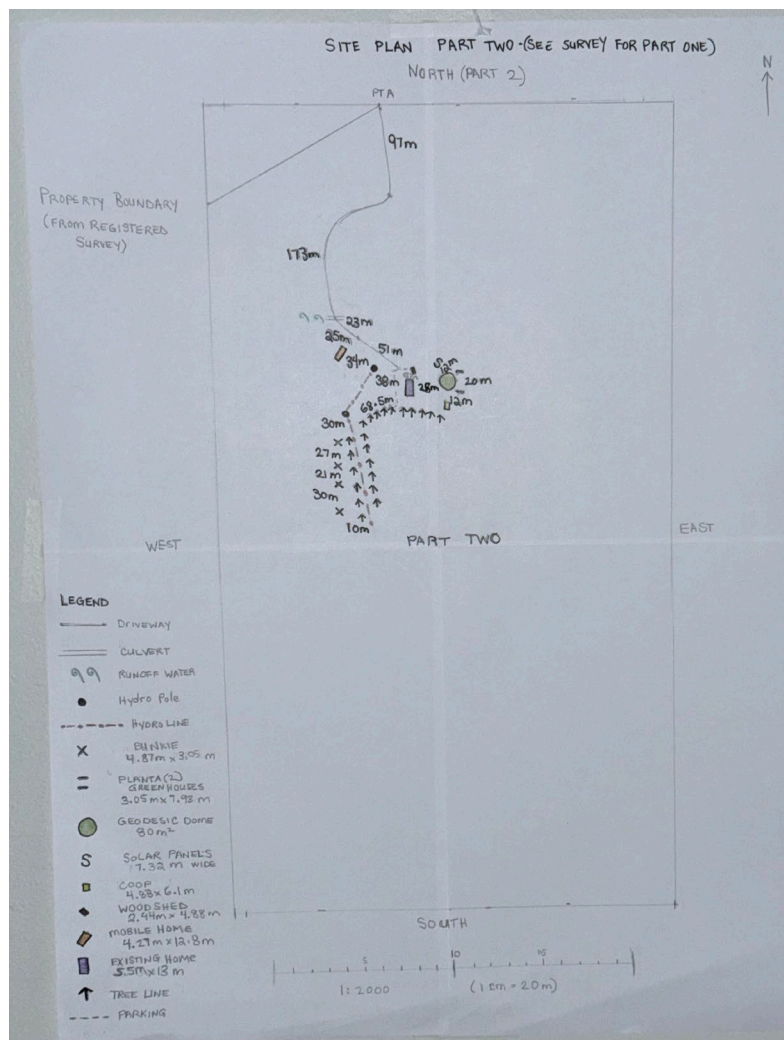 SITE PLAN PART TWO-(SEE SURVEY FOR PART ONE)
NORTH (PART 2)
N
PTA
97m
PROPERTY BOUNDARY
(FROM REGISTERED
SURVEY)
173m
23m
25m
51m
34m
S
12m
38m
28m
20m
68.5m
12m
30m
27m
21m
30m
10m
WEST
PART TWO
EAST
LEGEND
DRIVEWAY
CULVERT
RUNOFF WATER
Hydro Pole
HYDRO LINE
BUNKIE
4.87m x 3.05 m
PLANTA (2)
GREENHOUSES
3.05m x 7.93 m
GEODESIC DOME
80m²
S
SOLAR PANELS
7.32 m WIDE
COOP
4.88 x 6.1m
WOODSHED
2.44m x 4.88m
MOBILE HOME
4.27m x 12.8m
EXISTING HOME
5.5m x 13 m
TREE LINE
PARKING
SOUTH
5
10
15
1:2000
(1 cm = 20m)